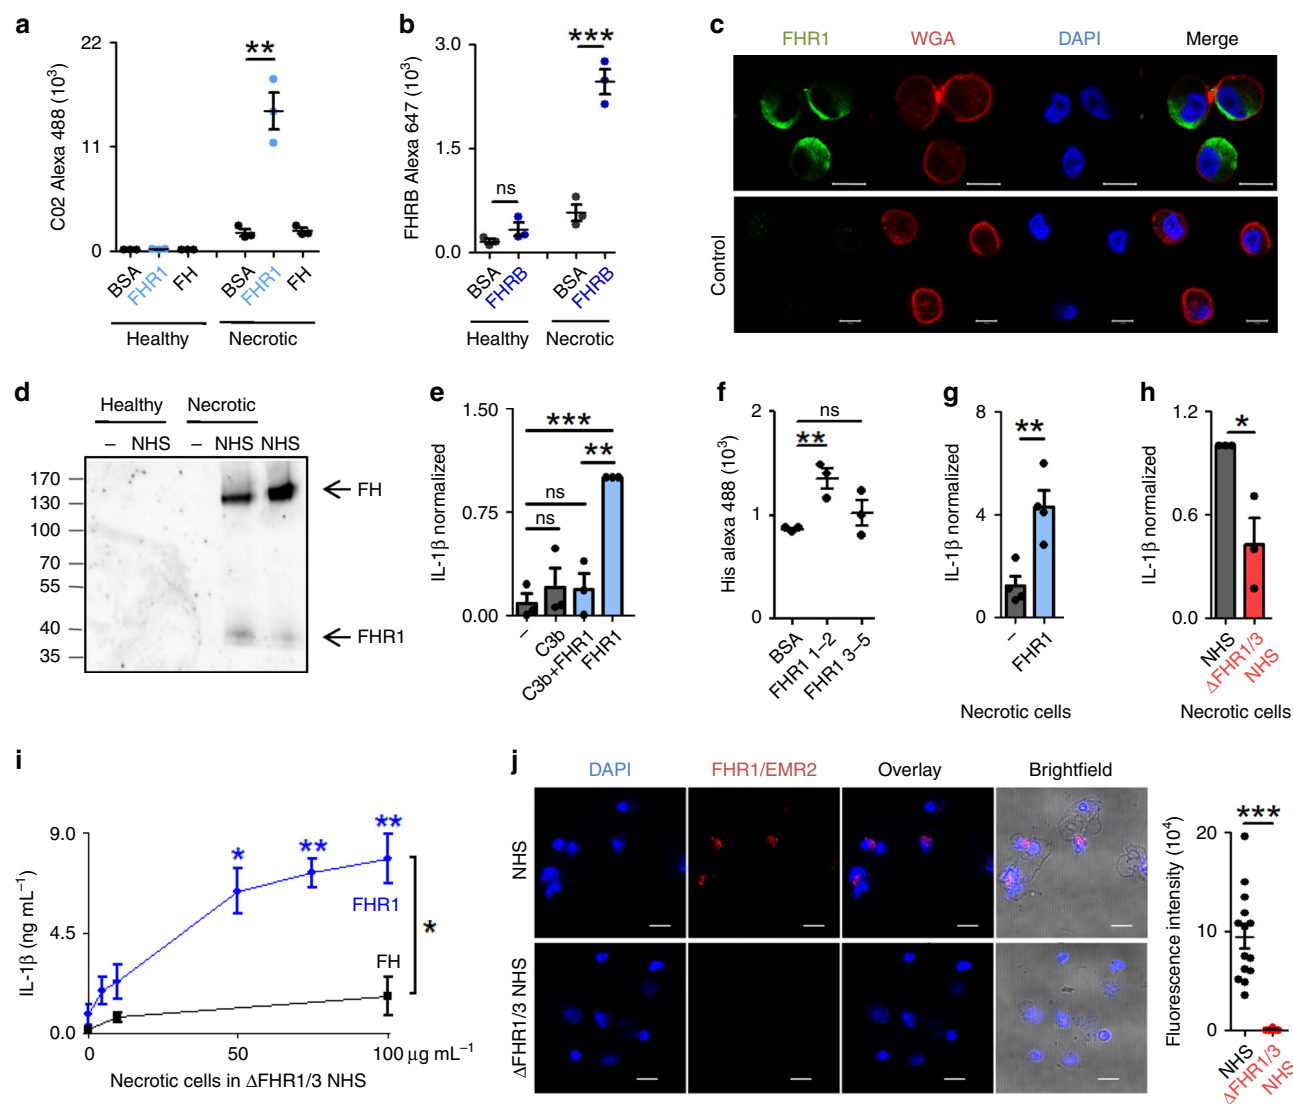 a
22
11
0
C02 Alexa 488 (10³)
**
BSA
FHR1
FH
BSA
FHR1
FH
Healthy
Necrotic
b
3.0
1.5
0.0
FHRB Alexa 647 (10³)
ns
***
BSA
FHRB
BSA
FHRB
Healthy
Necrotic
c
FHR1
WGA
DAPI
Merge
Control
d
Healthy
Necrotic
– NHS – NHS NHS
170
130
100
70
55
40
35
FH
FHR1
e
1.50
0.75
0.00
IL-1β normalized
***
**
ns
ns
–
C3b
C3b+FHR1
FHR1
f
2
1
0
His alexa 488 (10³)
ns
**
BSA
FHR1 1–2
FHR1 3–5
g
8
4
0
IL-1β normalized
**
–
FHR1
Necrotic cells
h
1.2
0.6
0.0
IL-1β normalized
*
NHS
ΔFHR1/3
NHS
Necrotic cells
i
9.0
4.5
0.0
IL-1β (ng mL⁻¹)
*
**
**
FHR1
FH
*
0
50
100 μg mL⁻¹
Necrotic cells in ΔFHR1/3 NHS
j
DAPI
FHR1/EMR2
Overlay
Brightfield
NHS
ΔFHR1/3 NHS
***
20
10
0
Fluorescence intensity (10⁴)
NHS
ΔFHR1/3
NHS